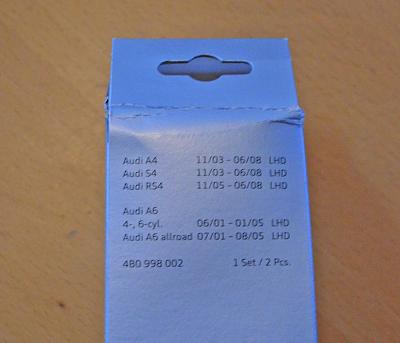 Audi A4 11/03 - 06/08 LHD
Audi S4 11/03 - 06/08 LHD
Audi RS4 11/05 - 06/08 LHD
Audi A6
4-, 6-cyl. 06/01 - 01/05 LHD
Audi A6 allroad 07/01 - 08/05 LHD
4B0 998 002 1 Set / 2 Pcs.